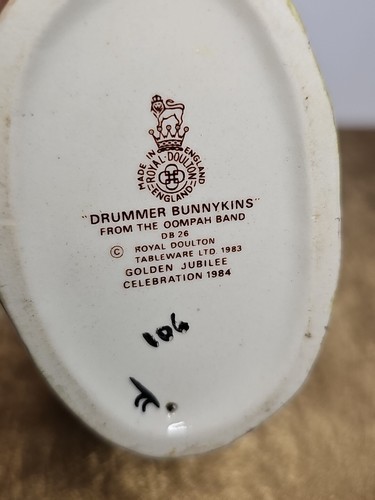 MADE IN ENGLAND
ROYAL · DOULTON
ENGLAND
"DRUMMER BUNNYKINS"
FROM THE OOMPAH BAND
DB 26
© ROYAL DOULTON
TABLEWARE LTD. 1983
GOLDEN JUBILEE
CELEBRATION 1984
106